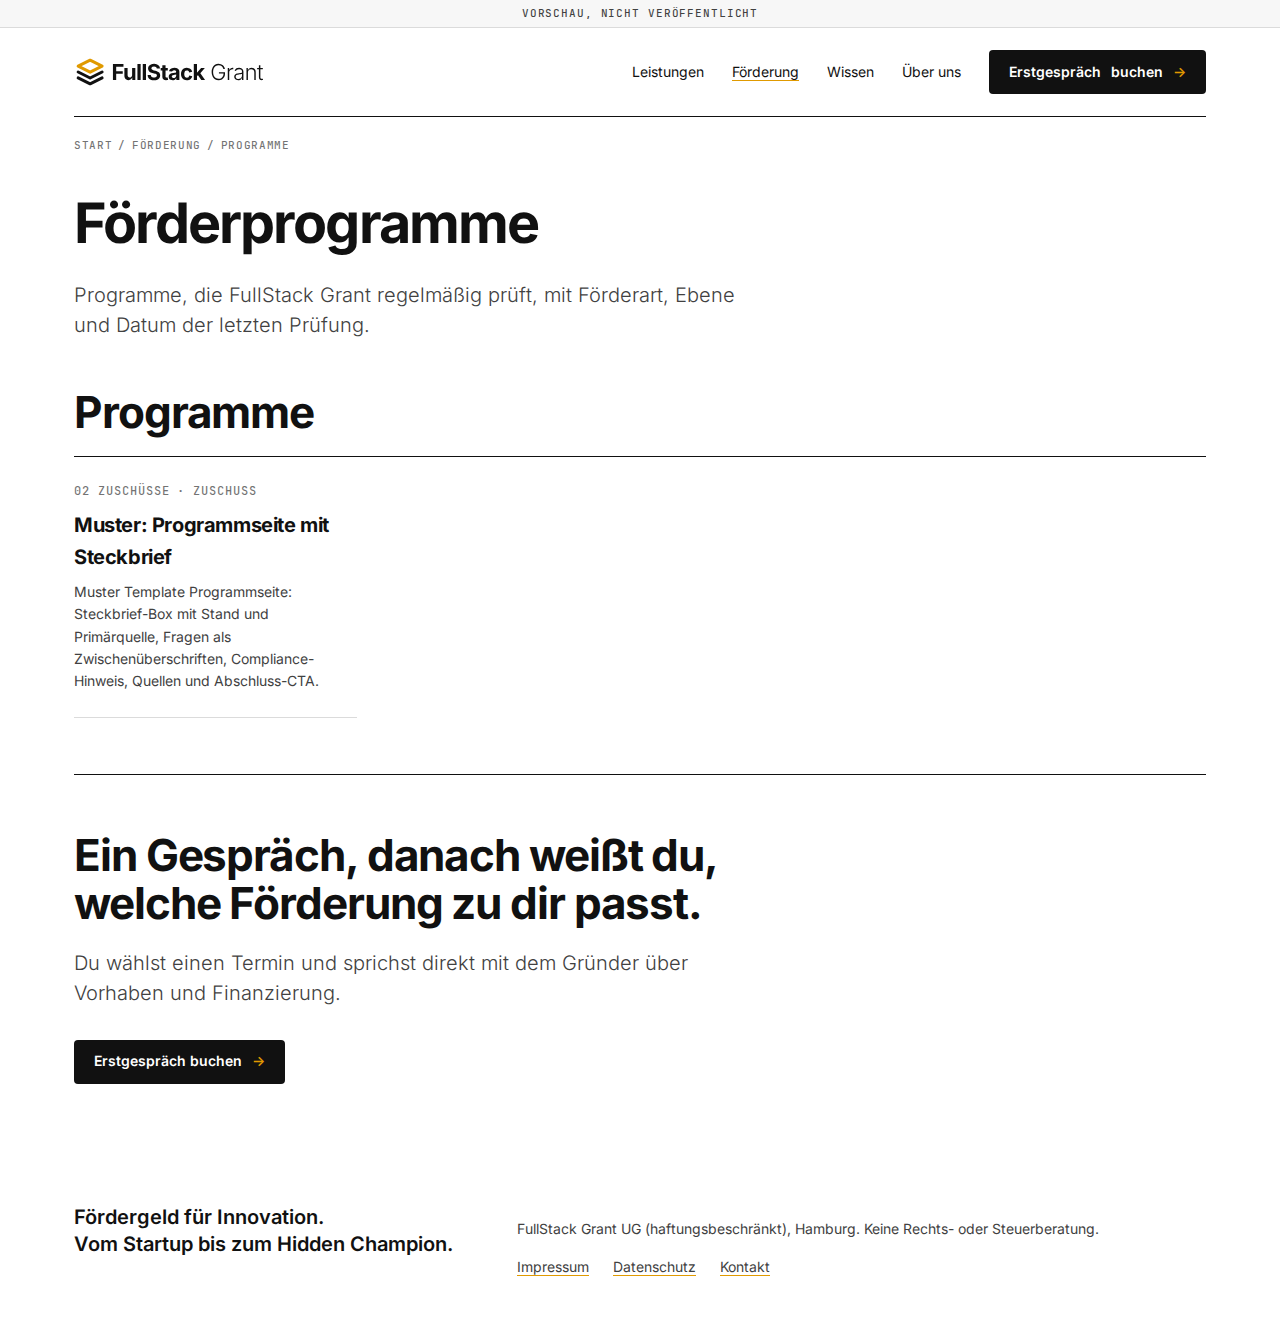 VORSCHAU, NICHT VERÖFFENTLICHT
FullStack Grant
Leistungen
Förderung
Wissen
Über uns
Erstgespräch buchen →
START / FÖRDERUNG / PROGRAMME
Förderprogramme
Programme, die FullStack Grant regelmäßig prüft, mit Förderart, Ebene
und Datum der letzten Prüfung.
Programme
02 ZUSCHÜSSE · ZUSCHUSS
Muster: Programmseite mit
Steckbrief
Muster Template Programmseite:
Steckbrief-Box mit Stand und
Primärquelle, Fragen als
Zwischenüberschriften, Compliance-
Hinweis, Quellen und Abschluss-CTA.
Ein Gespräch, danach weißt du,
welche Förderung zu dir passt.
Du wählst einen Termin und sprichst direkt mit dem Gründer über
Vorhaben und Finanzierung.
Erstgespräch buchen →
Fördergeld für Innovation.
Vom Startup bis zum Hidden Champion.
FullStack Grant UG (haftungsbeschränkt), Hamburg. Keine Rechts- oder Steuerberatung.
Impressum
Datenschutz
Kontakt